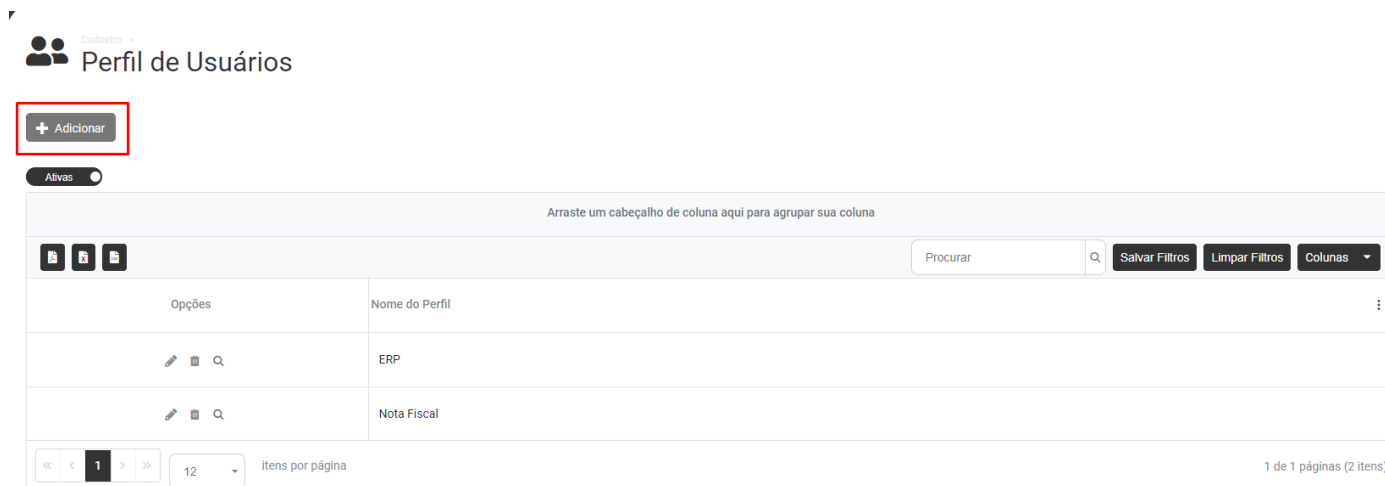 Cadastro >
Perfil de Usuários
Adicionar
Ativas
Arraste um cabeçalho de coluna aqui para agrupar sua coluna
Procurar Salvar Filtros Limpar Filtros Colunas
Opções Nome do Perfil
ERP
Nota Fiscal
« < 1 > » 12 itens por página 1 de 1 páginas (2 itens)